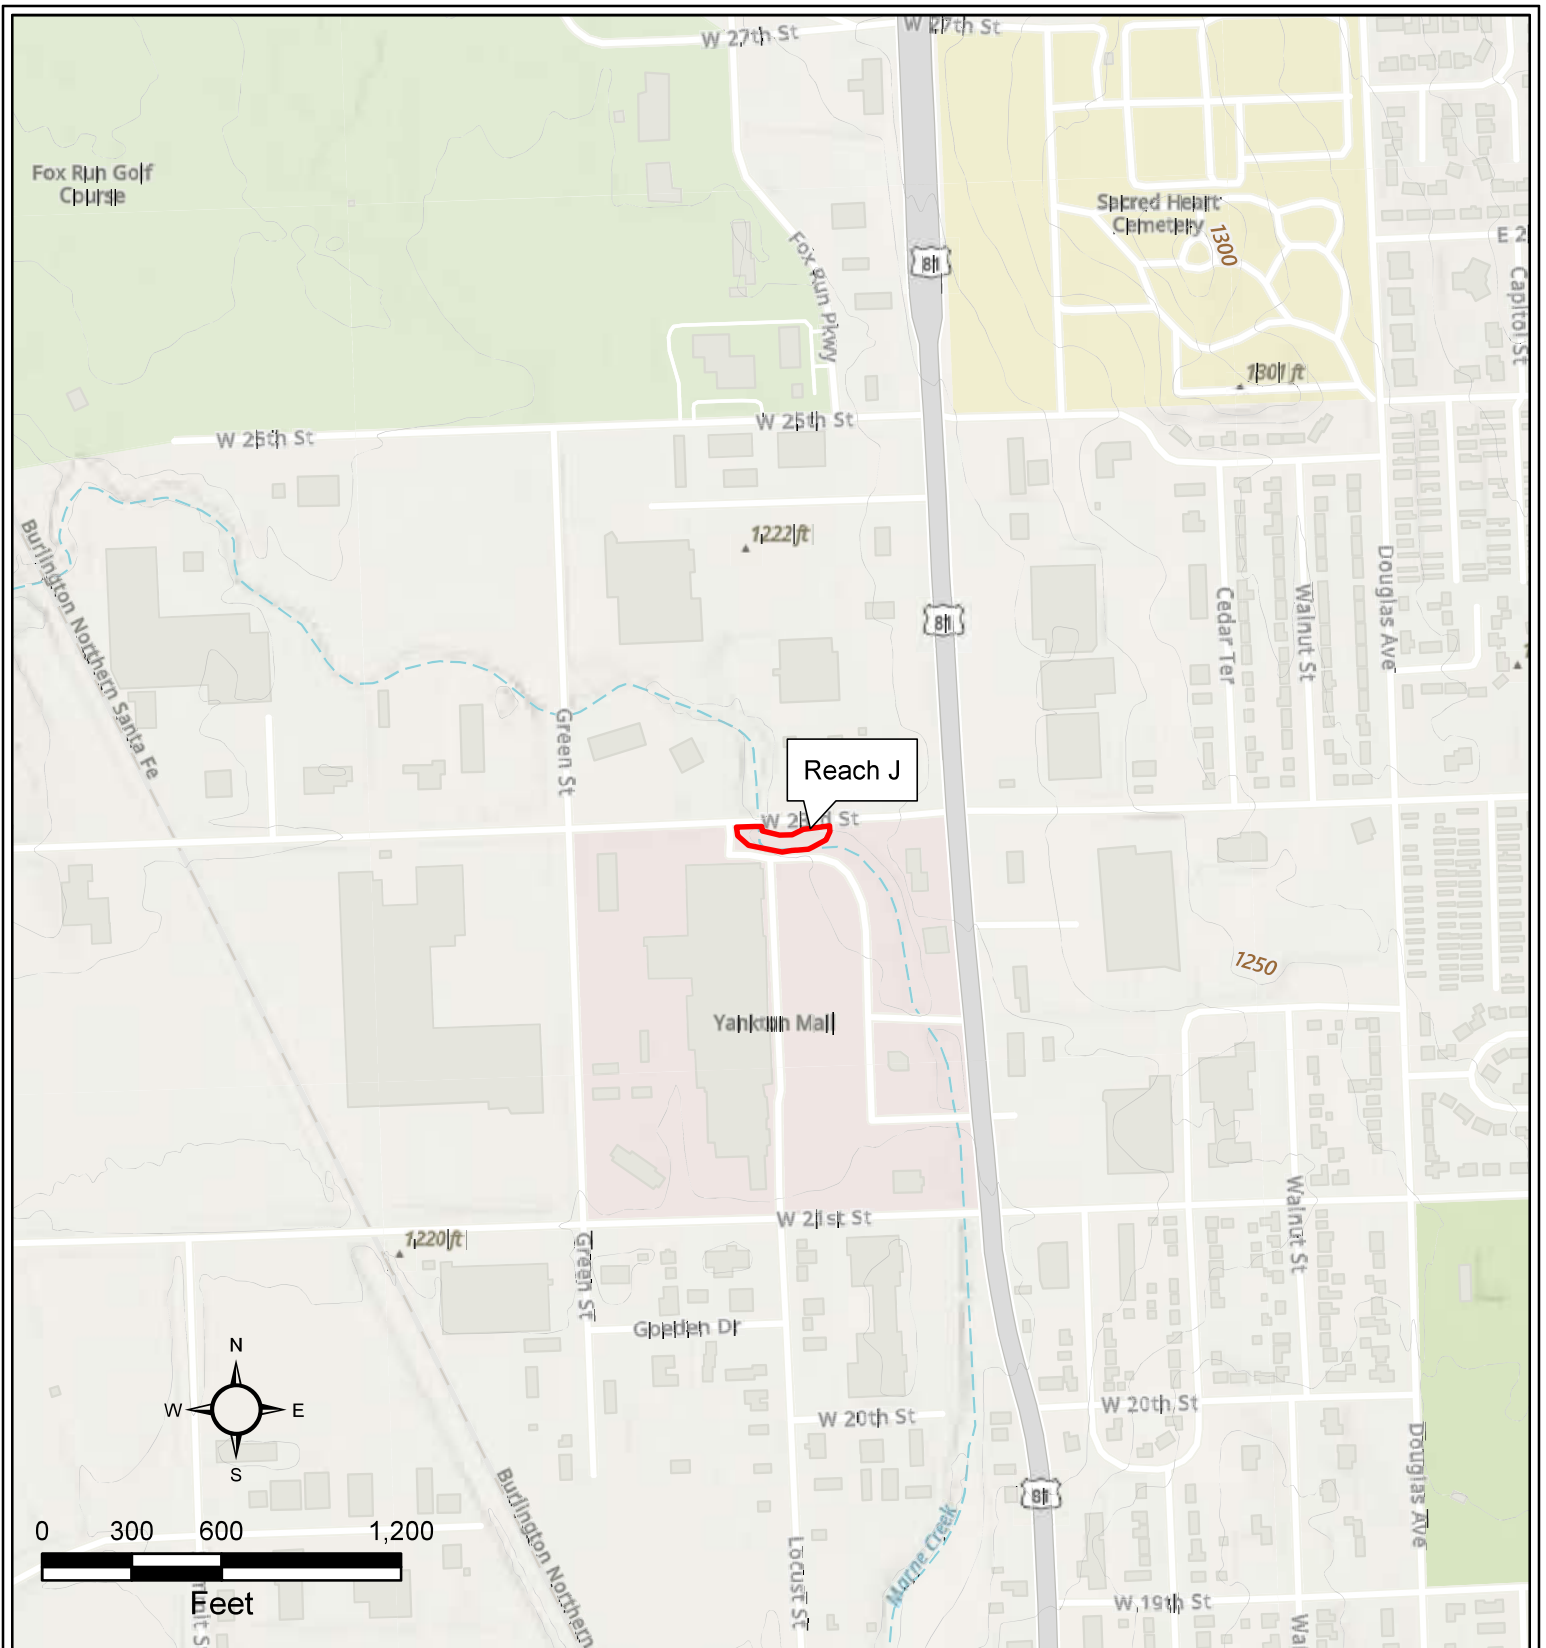 W 27th St
W 27th St
Fox Run Golf
Course
Sacred Heart
Cemetery
1300
Fox Run Pkwy
81
Capitol St
1301 ft
W 25th St
W 25th St
1222 ft
Burlington Northern Santa Fe
81
Douglas Ave
Cedar Ter
Walnut St
Green St
Reach J
W 23rd St
1250
Yankton Mall
W 21st St
1220 ft
Green St
Walnut St
Goeden Dr
N
W
E
S
W 20th St
W 20th St
Douglas Ave
81
Burlington Northern
Marne Creek
Locust St
0
300
600
1,200
Feet
W 19th St